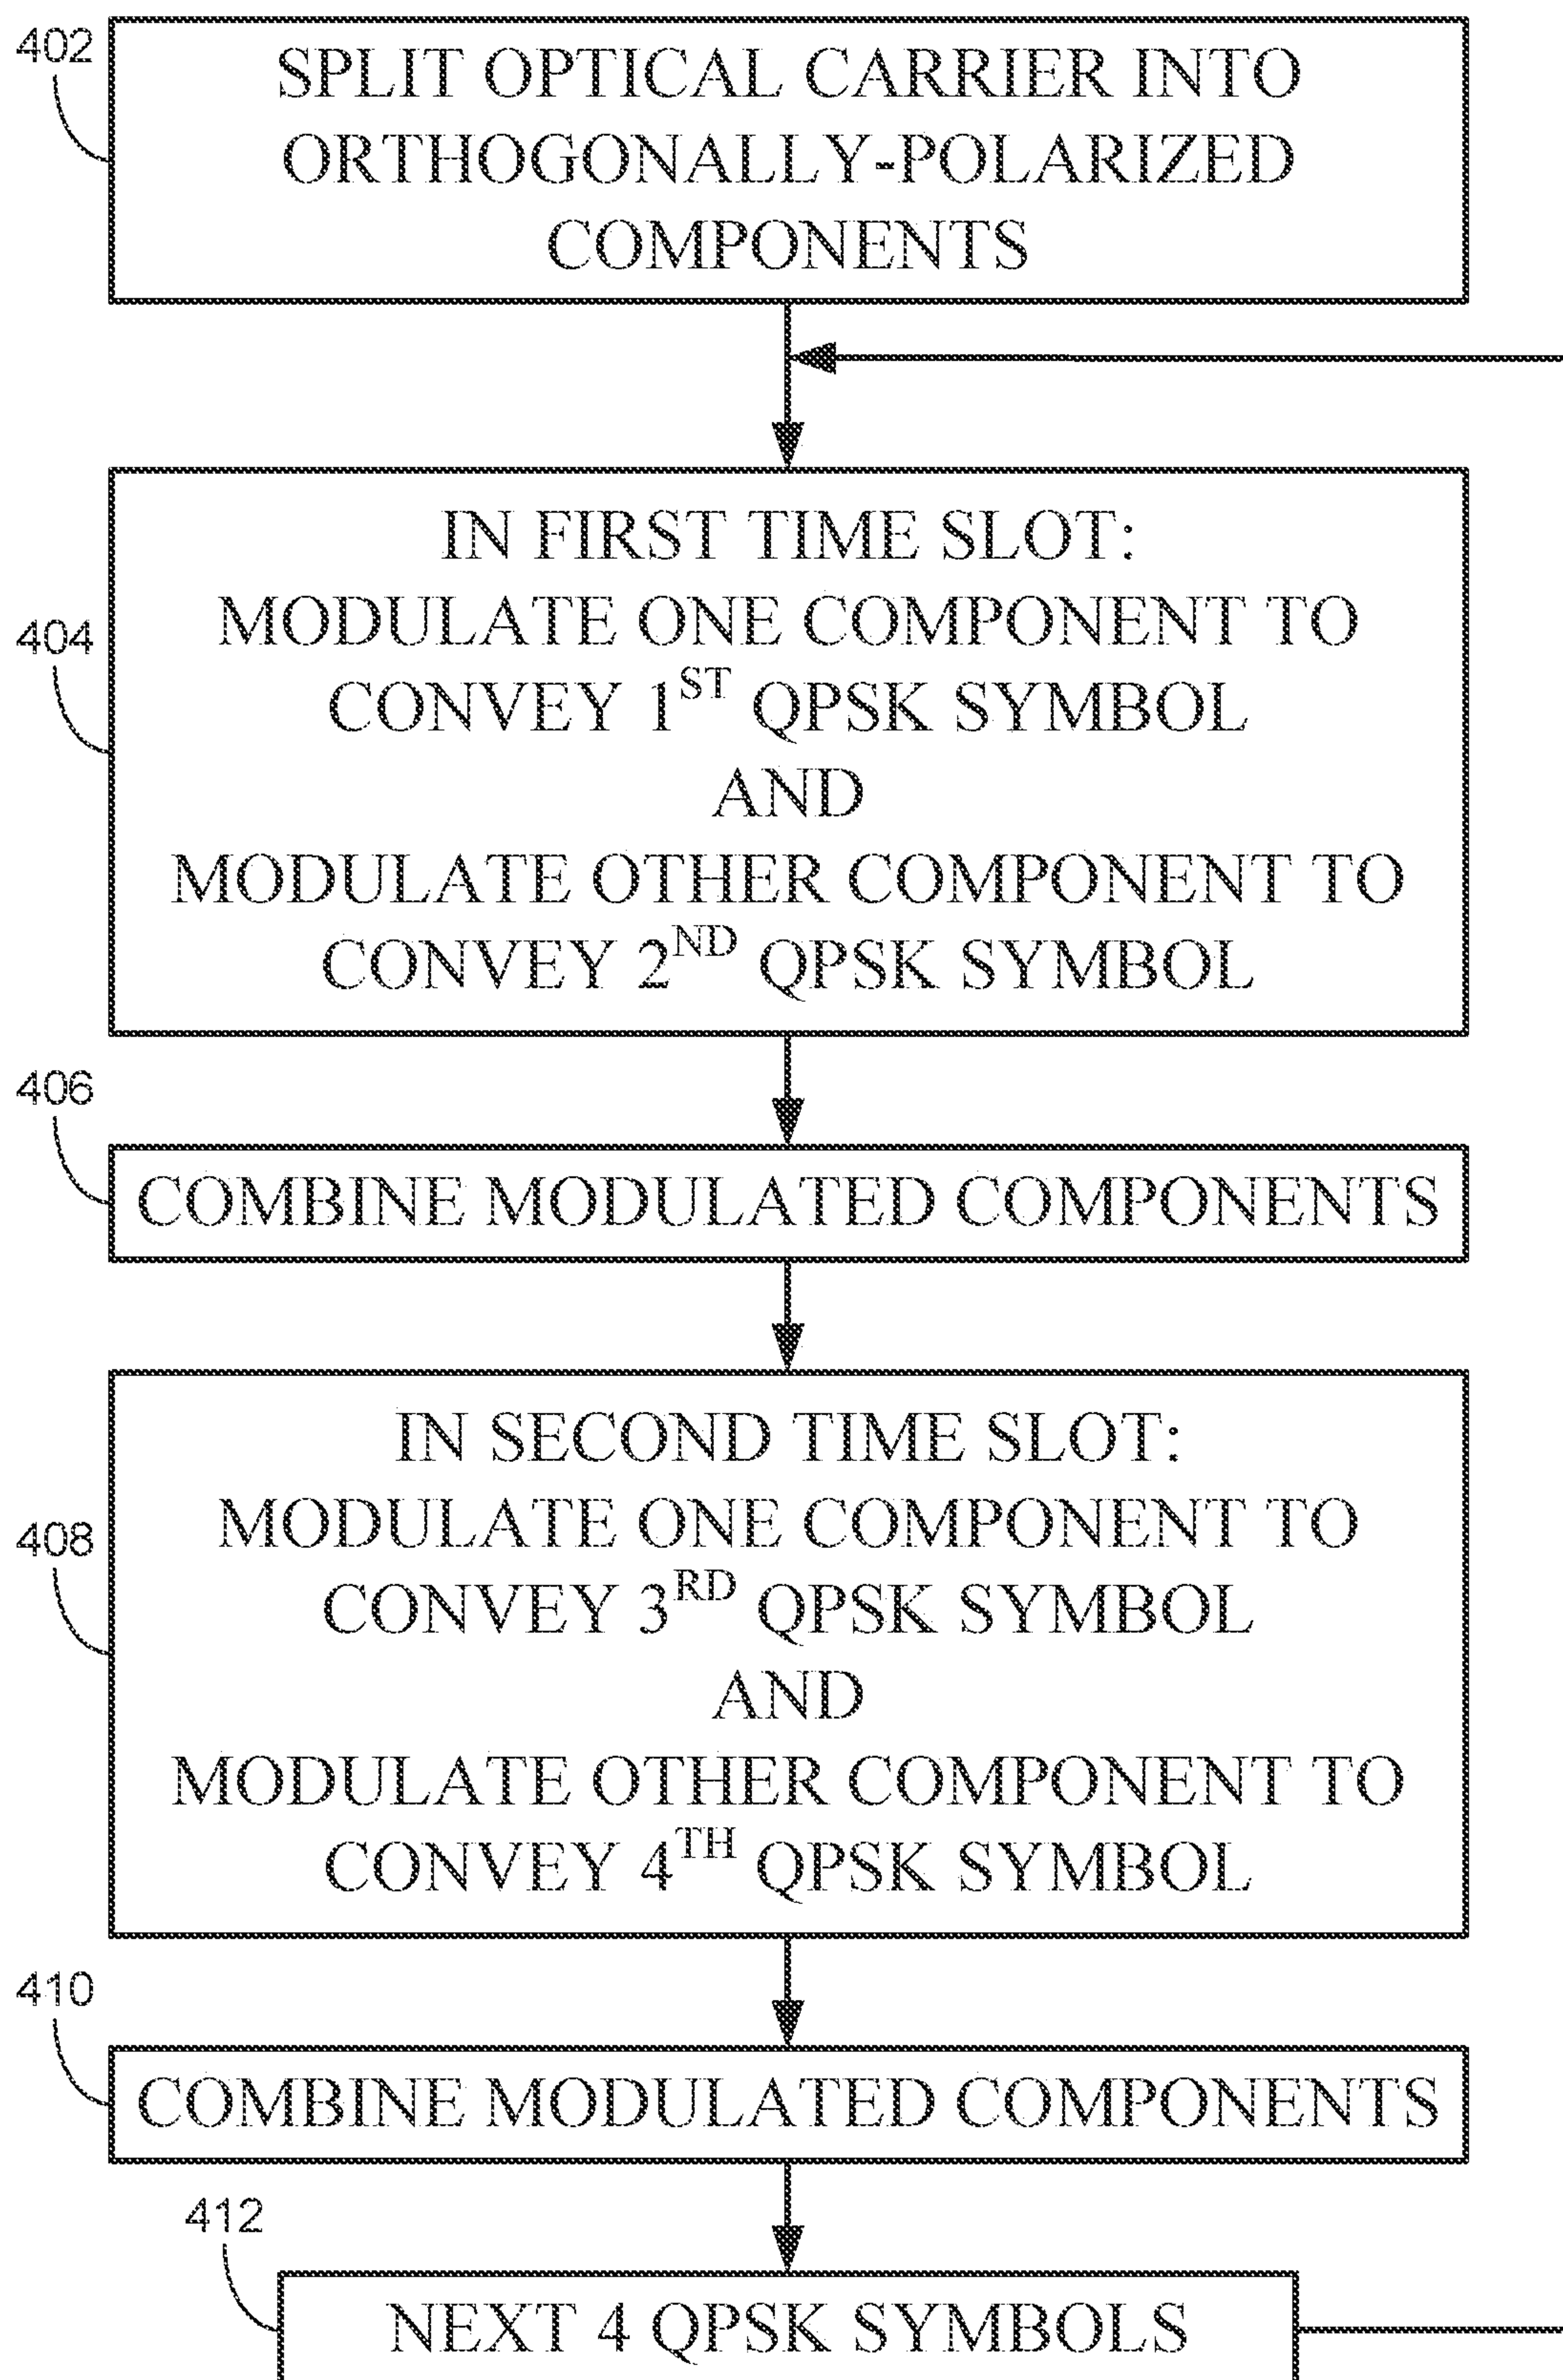 402
SPLIT OPTICAL CARRIER INTO
ORTHOGONALLY-POLARIZED
COMPONENTS
404
IN FIRST TIME SLOT:
MODULATE ONE COMPONENT TO
CONVEY 1ST QPSK SYMBOL
AND
MODULATE OTHER COMPONENT TO
CONVEY 2ND QPSK SYMBOL
406
COMBINE MODULATED COMPONENTS
408
IN SECOND TIME SLOT:
MODULATE ONE COMPONENT TO
CONVEY 3RD QPSK SYMBOL
AND
MODULATE OTHER COMPONENT TO
CONVEY 4TH QPSK SYMBOL
410
COMBINE MODULATED COMPONENTS
412
NEXT 4 QPSK SYMBOLS